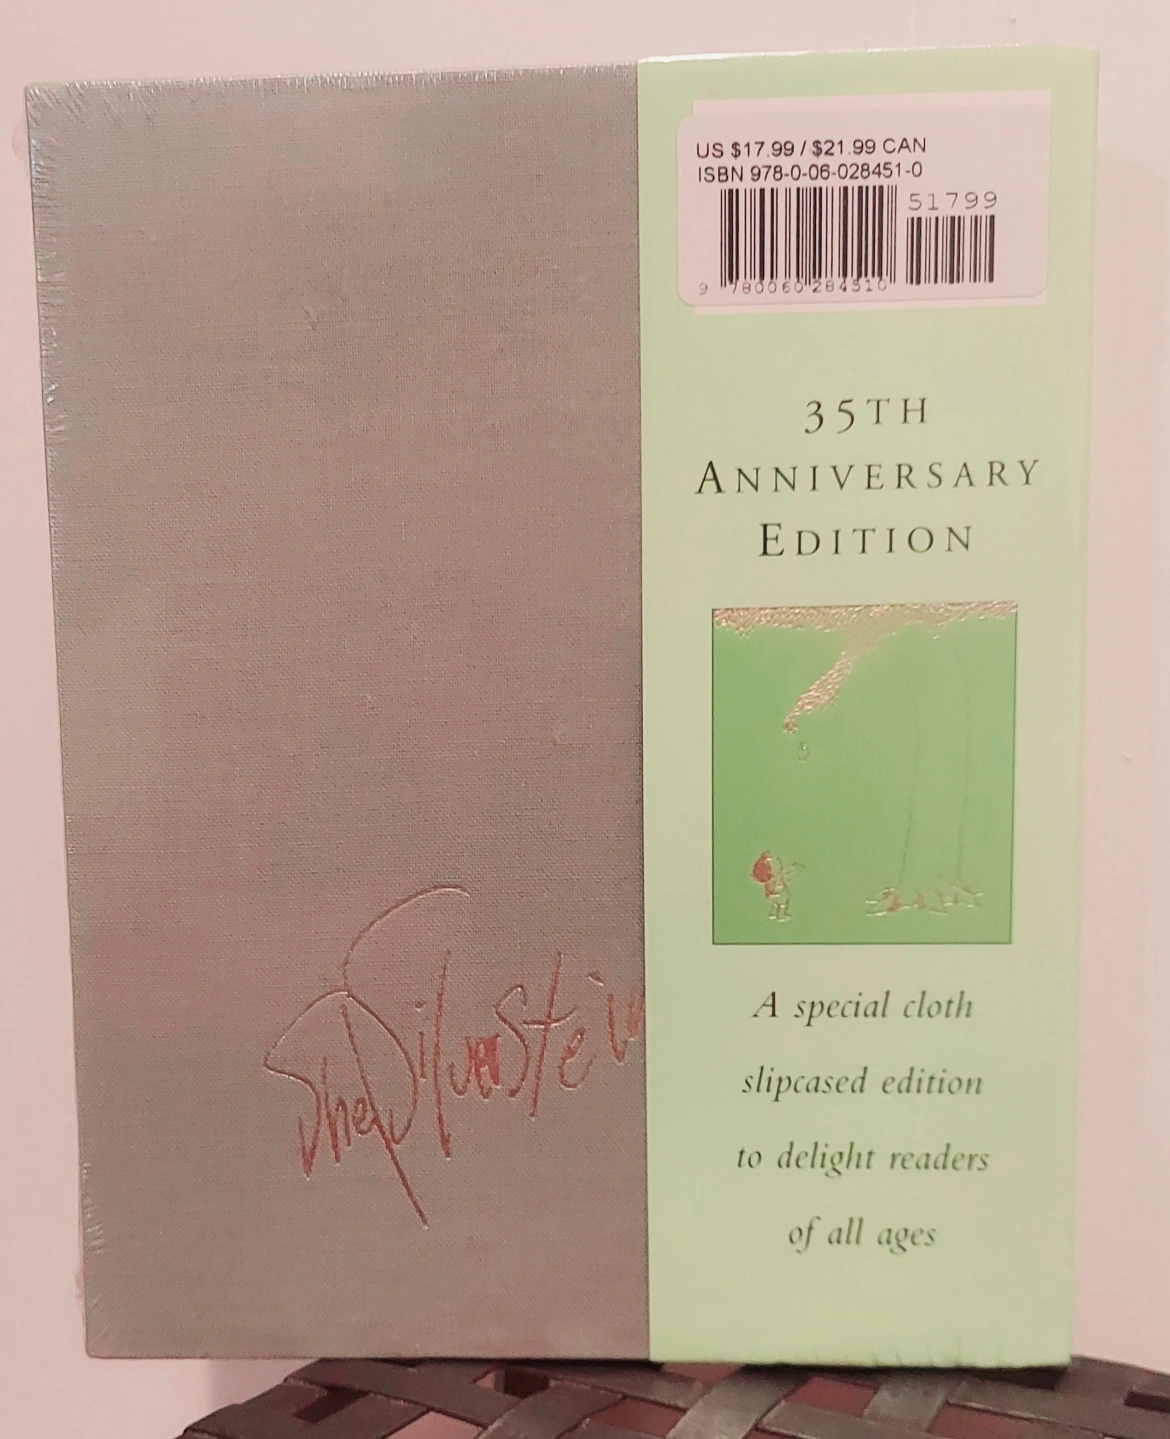 US $17.99 / $21.99 CAN
ISBN 978-0-06-028451-0
51799
9 780060 284510
35TH
ANNIVERSARY
EDITION
Shel Silverstein
A special cloth
slipcased edition
to delight readers
of all ages